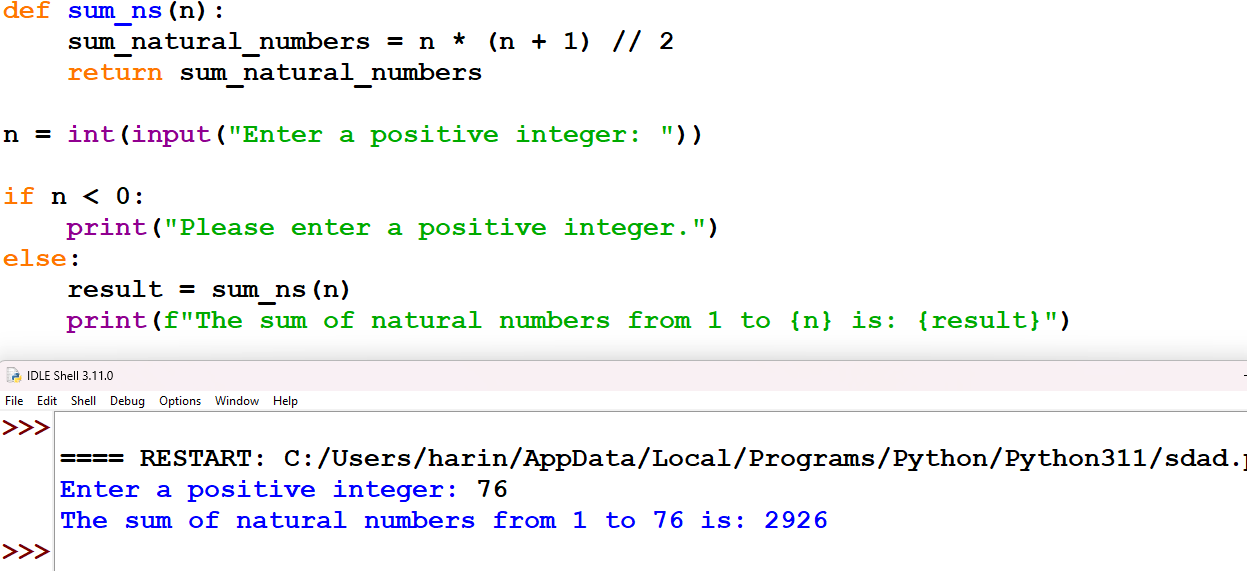 def sum_ns(n):
    sum_natural_numbers = n * (n + 1) // 2
    return sum_natural_numbers
n = int(input("Enter a positive integer: "))
if n < 0:
    print("Please enter a positive integer.")
else:
    result = sum_ns(n)
    print(f"The sum of natural numbers from 1 to {n} is: {result}")
IDLE Shell 3.11.0
File Edit Shell Debug Options Window Help
>>>
==== RESTART: C:/Users/harin/AppData/Local/Programs/Python/Python311/sdad.
Enter a positive integer: 76
The sum of natural numbers from 1 to 76 is: 2926
>>>